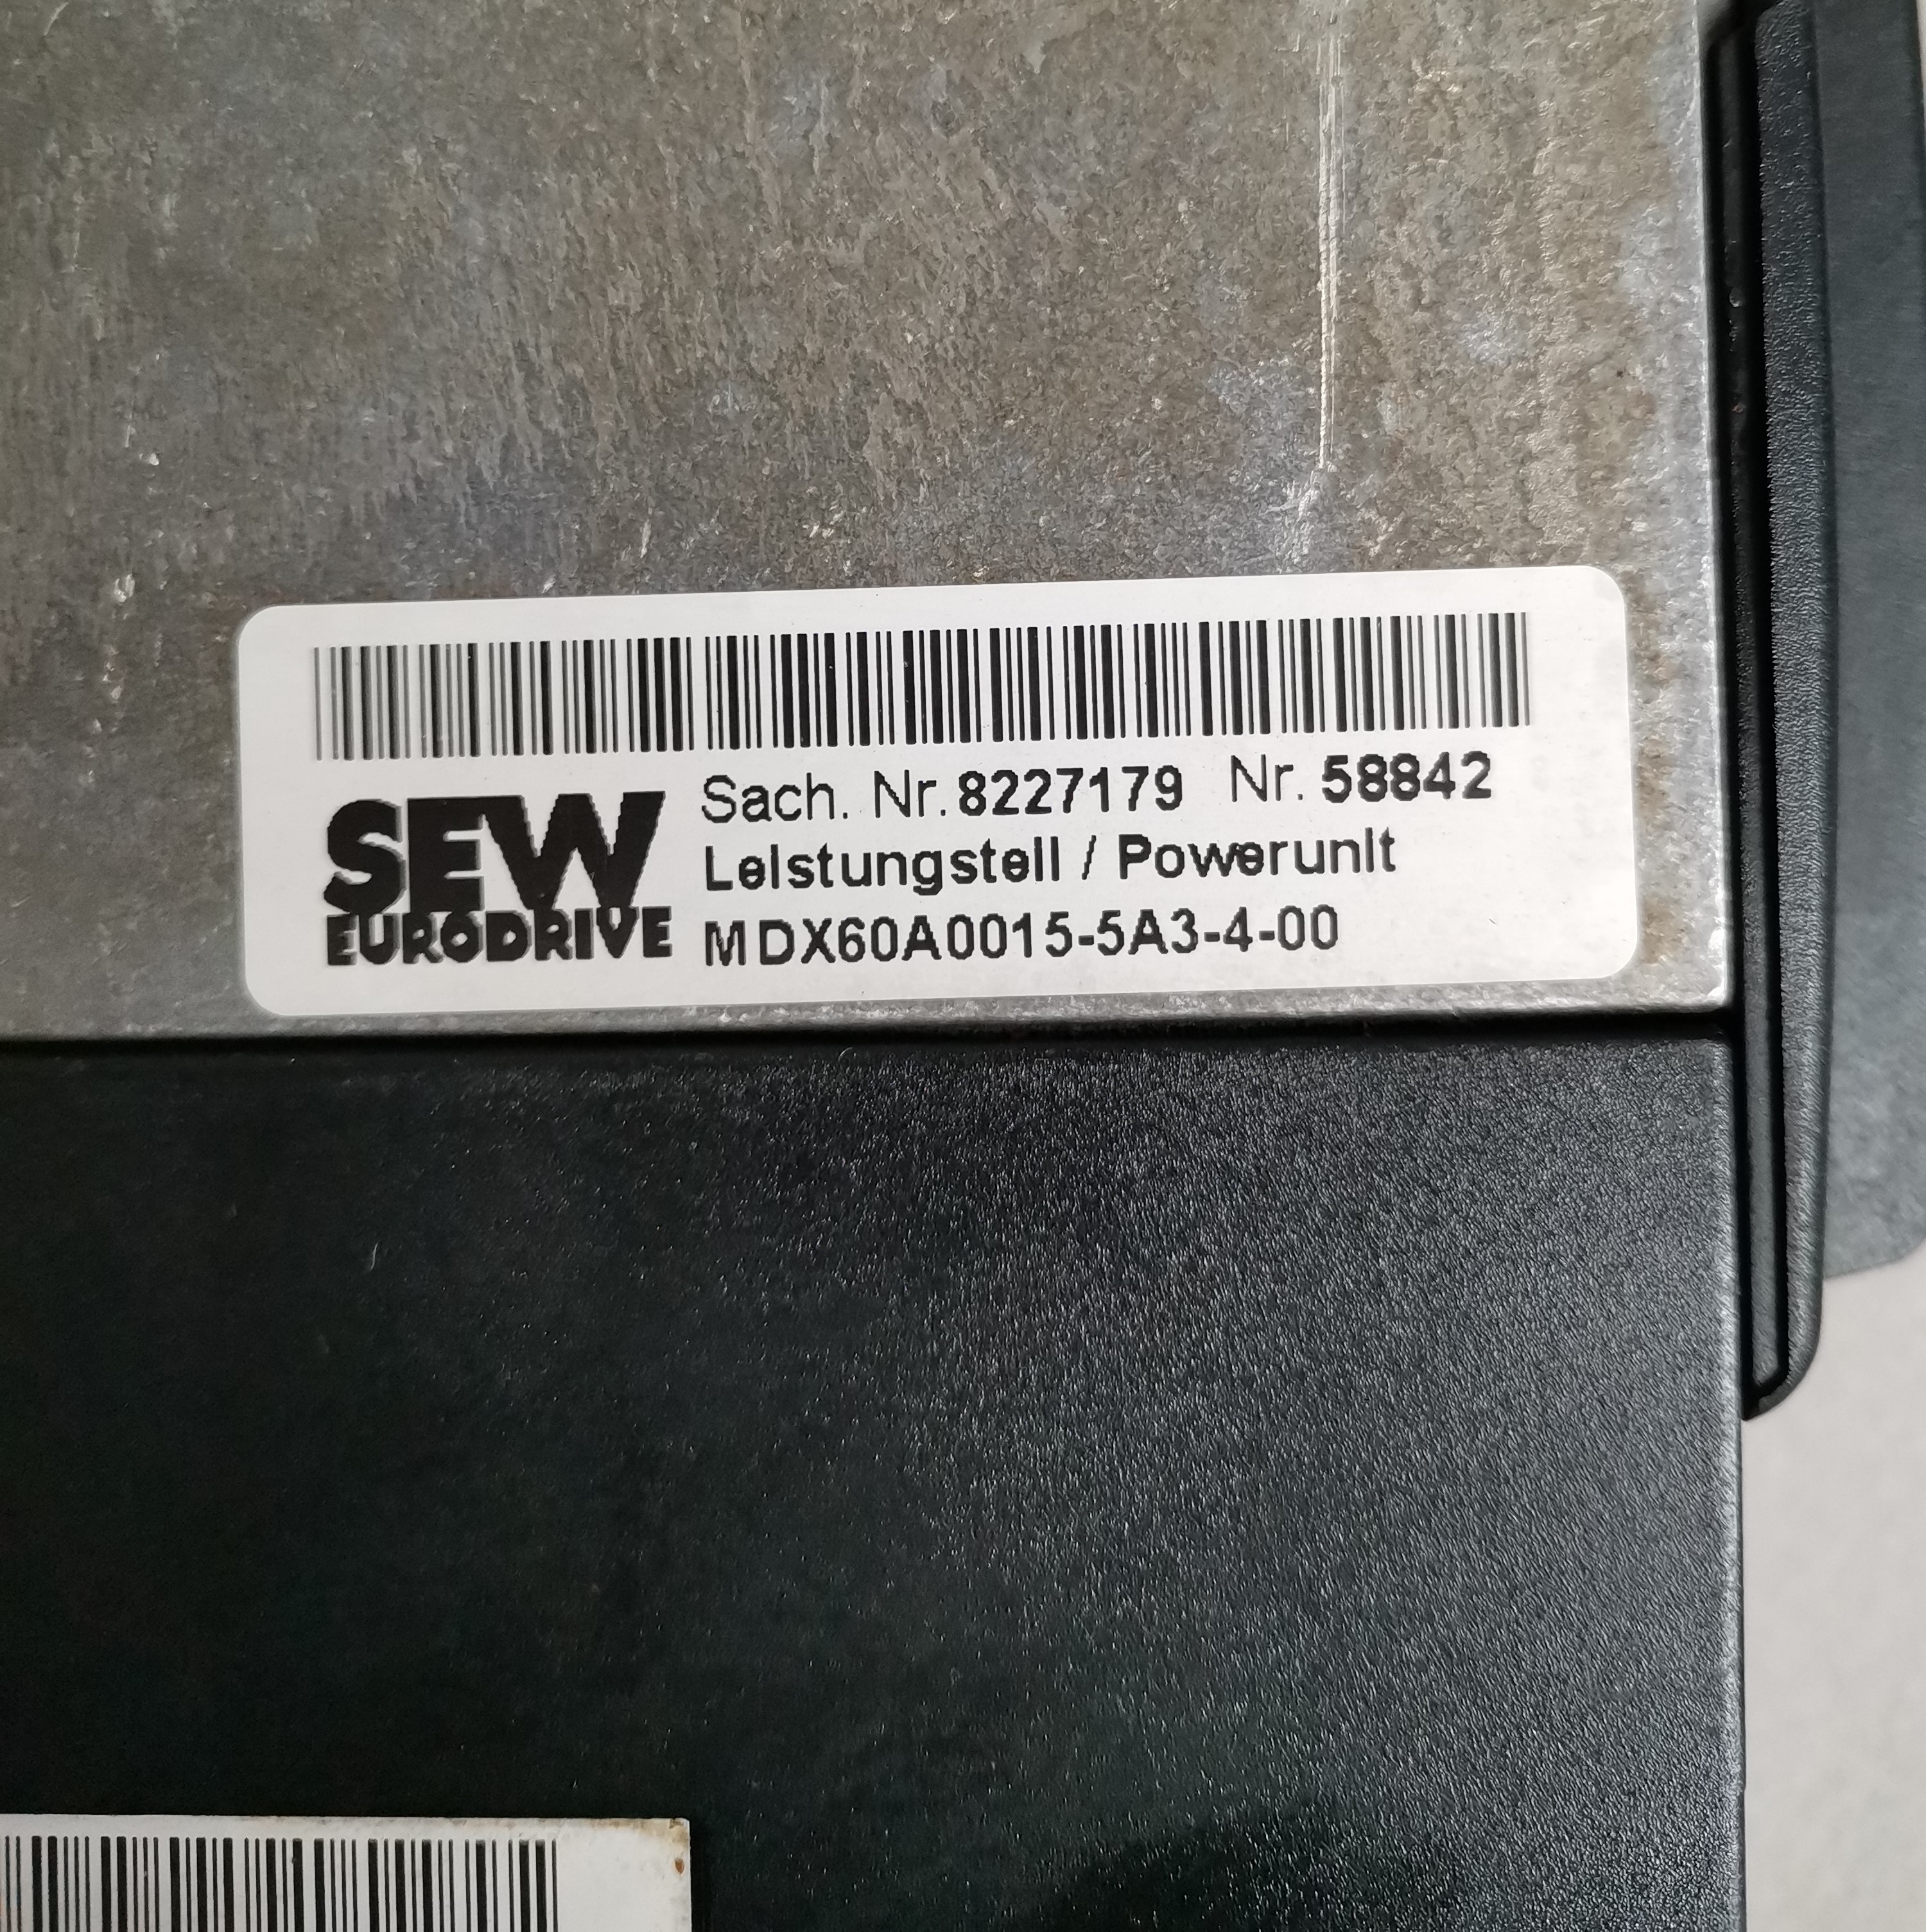 Sach. Nr. 8227179 Nr. 58842
Leistungsteil / Powerunit
MDX60A0015-5A3-4-00
SEW
EURODRIVE